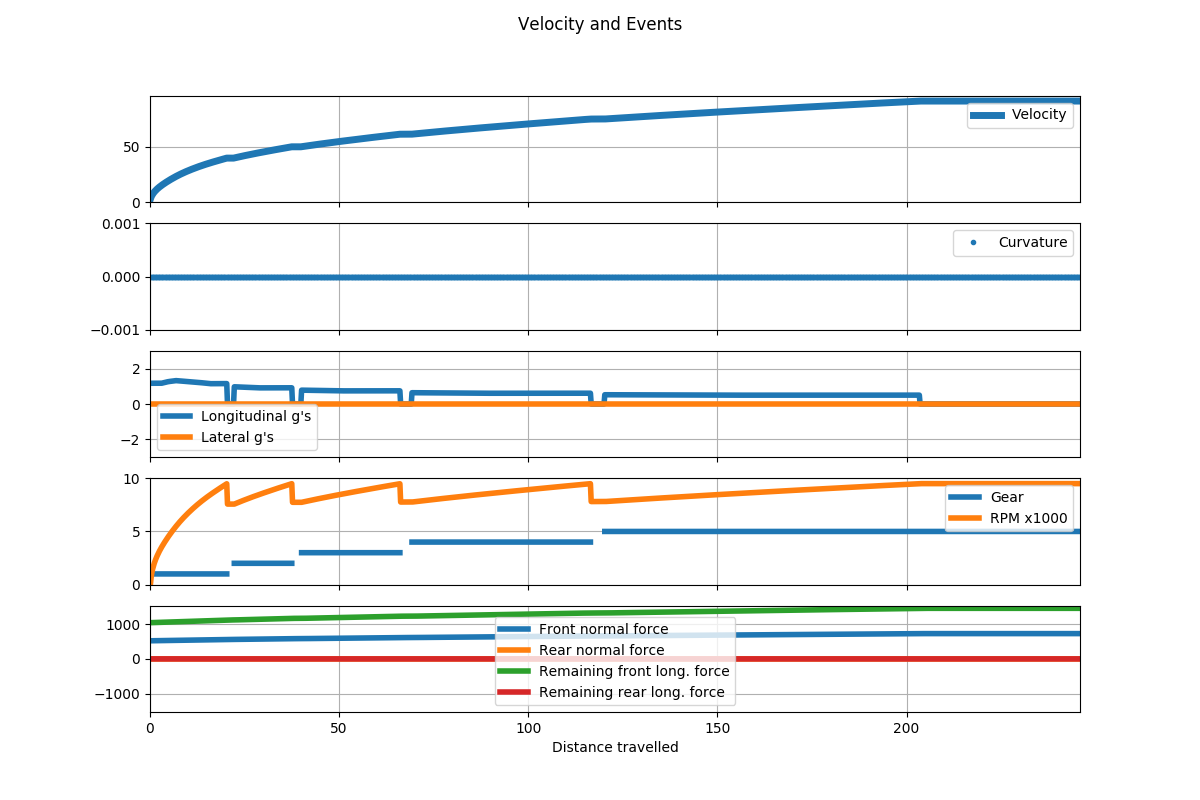 Velocity and Events
50
0
Velocity
0.001
0.000
−0.001
Curvature
2
0
−2
Longitudinal g's
Lateral g's
10
5
0
Gear
RPM x1000
1000
0
−1000
Front normal force
Rear normal force
Remaining front long. force
Remaining rear long. force
0 50 100 150 200
Distance travelled